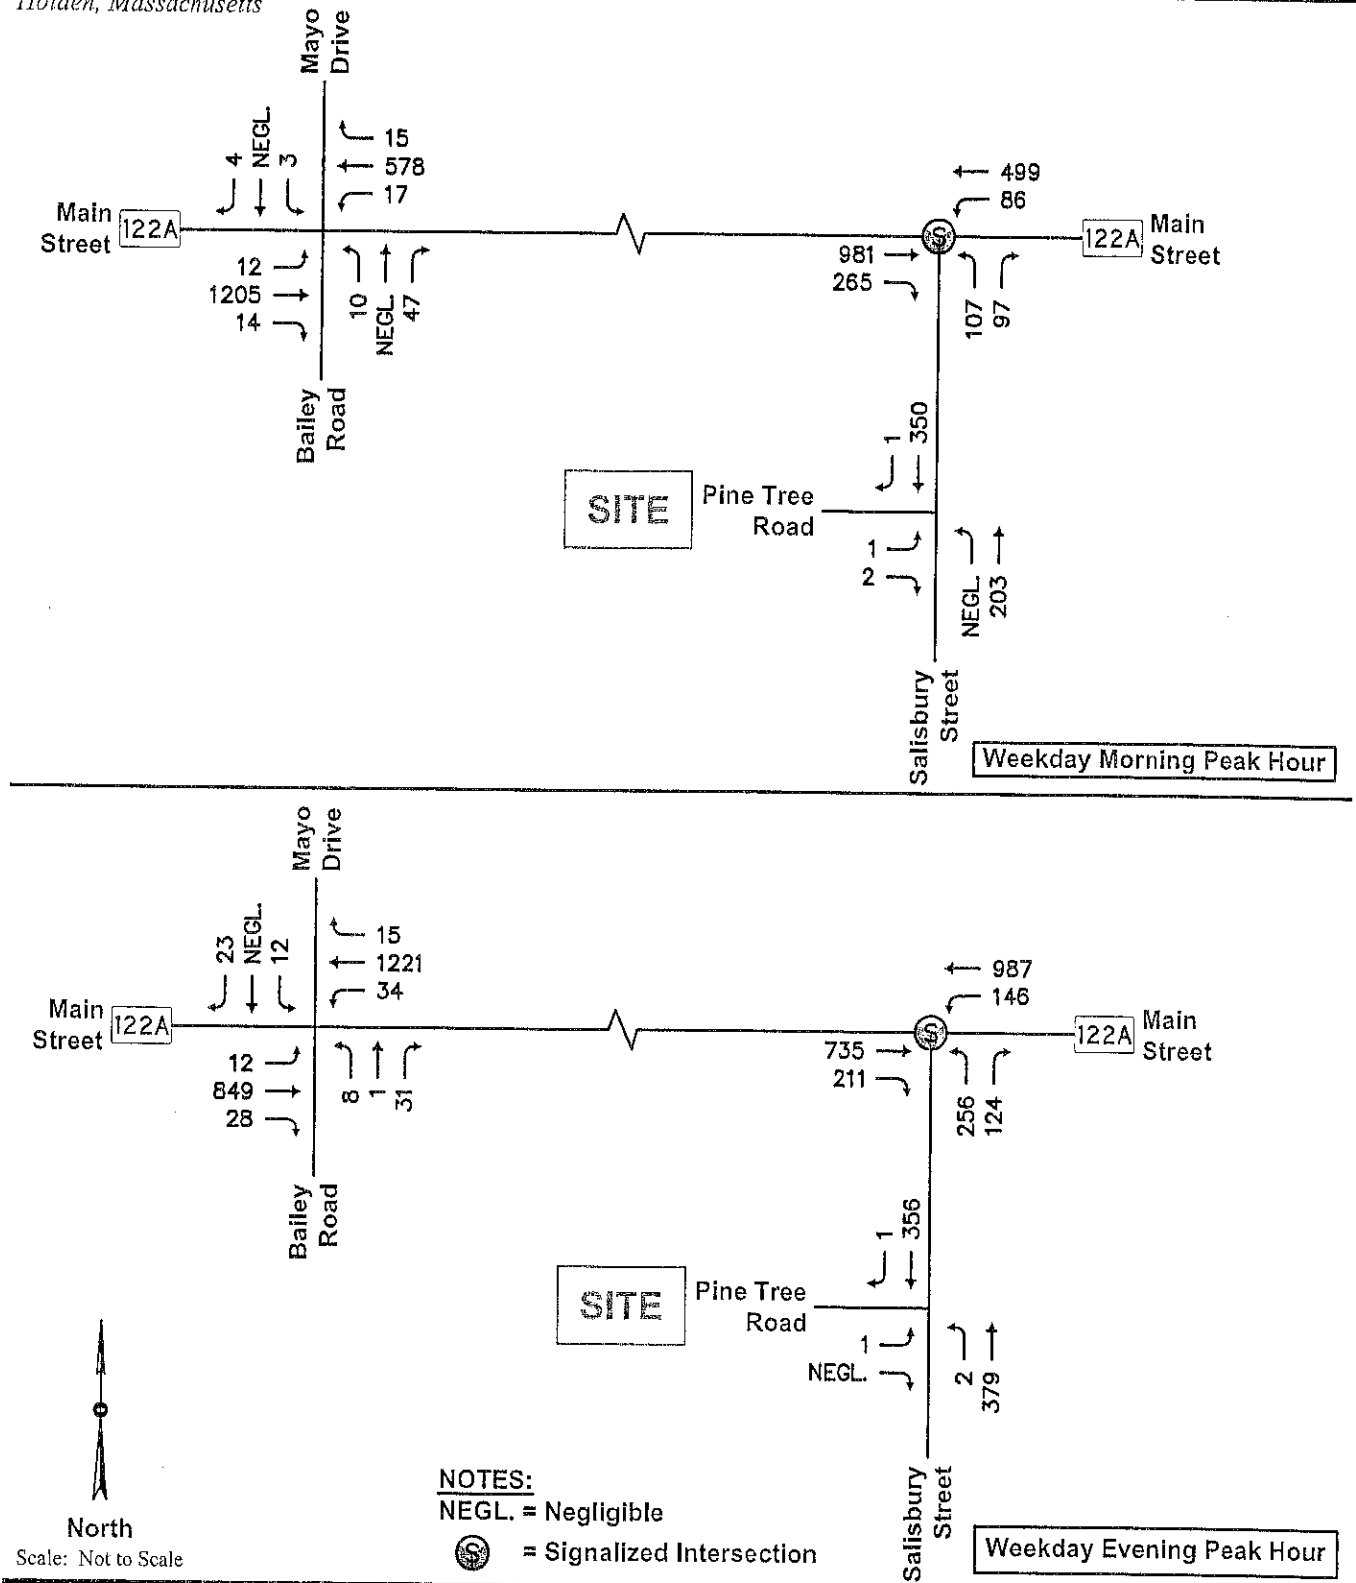 Holden, Massachusetts
Mayo
Drive
4
NEGL.
3
15
578
17
Main
Street
122A
12
1205
14
10
NEGL.
47
Bailey
Road
499
86
S
122A
Main
Street
981
265
107
97
1
350
SITE
Pine Tree
Road
1
2
NEGL.
203
Salisbury
Street
Weekday Morning Peak Hour
Mayo
Drive
23
NEGL.
12
15
1221
34
Main
Street
122A
12
849
28
8
1
31
Bailey
Road
987
146
S
122A
Main
Street
735
211
256
124
1
356
SITE
Pine Tree
Road
1
NEGL.
2
379
Salisbury
Street
North
Scale: Not to Scale
NOTES:
NEGL. = Negligible
S = Signalized Intersection
Weekday Evening Peak Hour